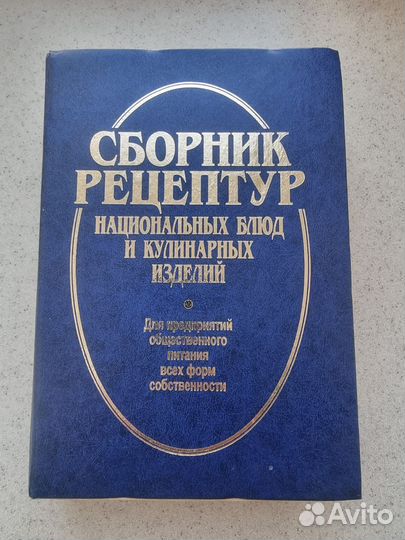 СБОРНИК
РЕЦЕПТУР
НАЦИОНАЛЬНЫХ БЛЮД
И КУЛИНАРНЫХ
ИЗДЕЛИЙ
Для предприятий
общественного
питания
всех форм
собственности
Avito